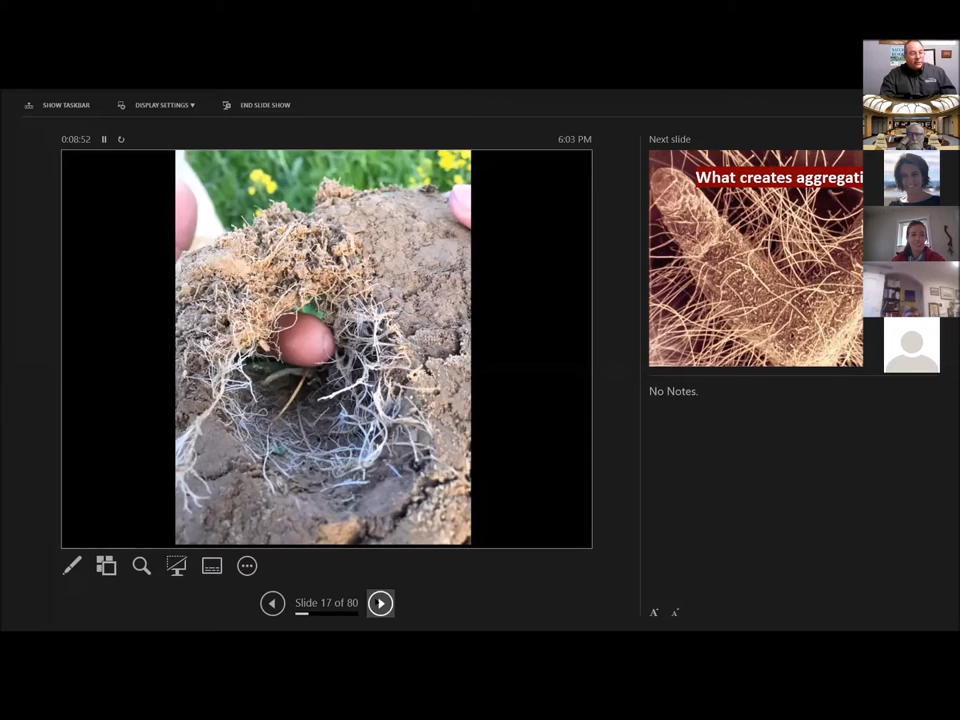 SHOW TASKBAR DISPLAY SETTINGS ▼ END SLIDE SHOW
0:08:52 6:03 PM Next slide
What creates aggregati
No Notes.
Slide 17 of 80
A A